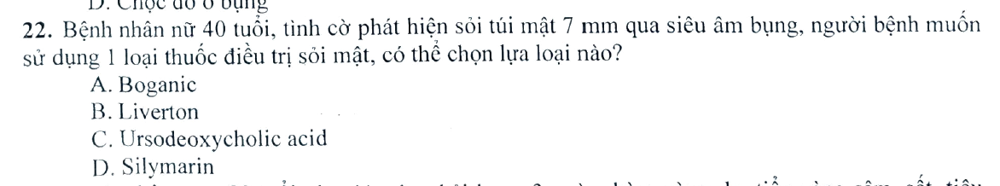 D. Chọc dò ổ bụng
22. Bệnh nhân nữ 40 tuổi, tình cờ phát hiện sỏi túi mật 7 mm qua siêu âm bụng, người bệnh muốn
sử dụng 1 loại thuốc điều trị sỏi mật, có thể chọn lựa loại nào?
A. Boganic
B. Liverton
C. Ursodeoxycholic acid
D. Silymarin